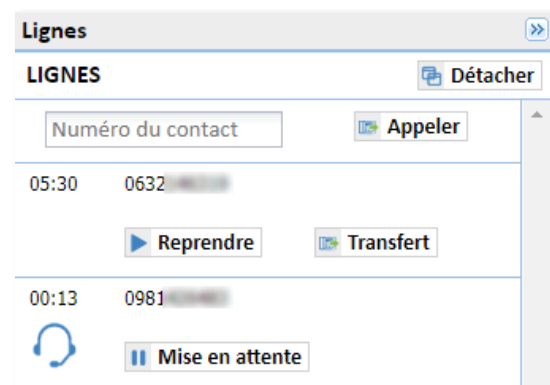 Lignes
LIGNES Détacher
Numéro du contact Appeler
05:30 0632
Reprendre Transfert
00:13 0981
Mise en attente